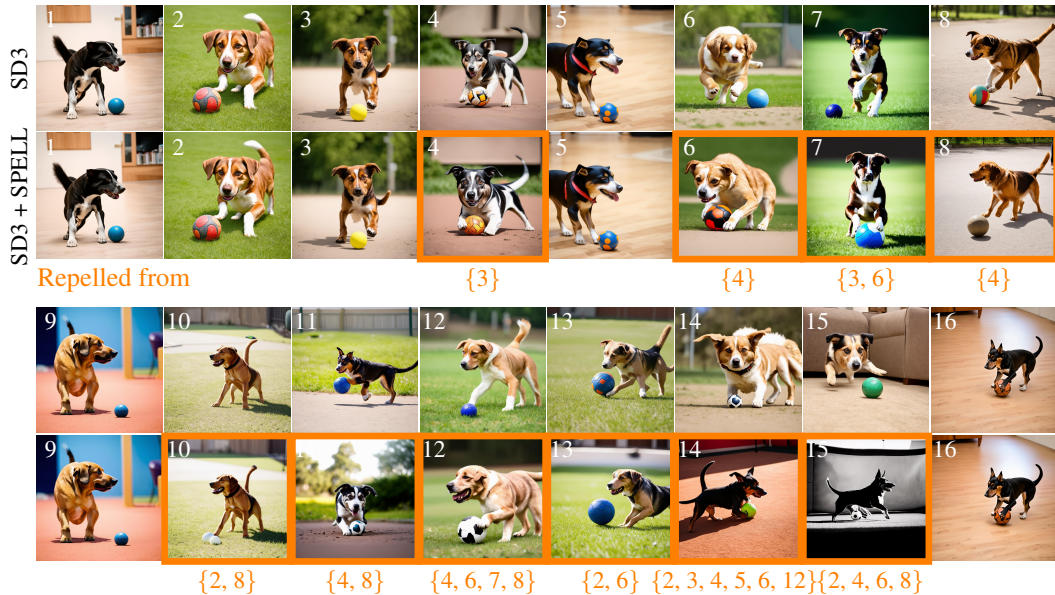 SD3
1 2 3 4 5 6 7 8
SD3 + SPELL
1 2 3 4 5 6 7 8
Repelled from {3} {4} {3, 6} {4}
9 10 11 12 13 14 15 16
9 10 1 12 13 14 15 16
{2, 8} {4, 8} {4, 6, 7, 8} {2, 6} {2, 3, 4, 5, 6, 12} {2, 4, 6, 8}